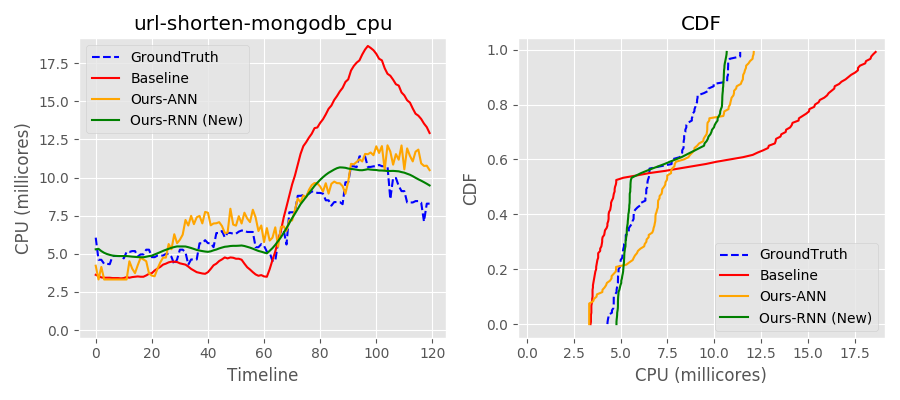 url-shorten-mongodb_cpu
GroundTruth
Baseline
Ours-ANN
Ours-RNN (New)
CPU (millicores)
17.5
15.0
12.5
10.0
7.5
5.0
2.5
0.0
0 20 40 60 80 100 120
Timeline
CDF
CDF
1.0
0.8
0.6
0.4
0.2
0.0
GroundTruth
Baseline
Ours-ANN
Ours-RNN (New)
0.0 2.5 5.0 7.5 10.0 12.5 15.0 17.5
CPU (millicores)